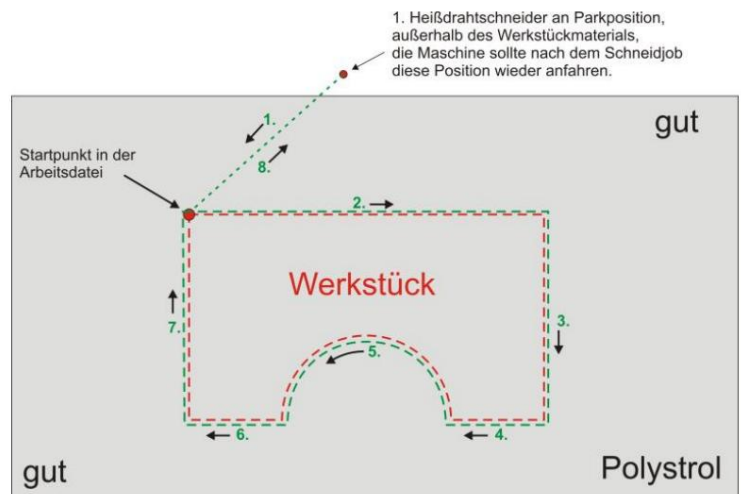 1. Heißdrahtschneider an Parkposition,
außerhalb des Werkstückmaterials,
die Maschine sollte nach dem Schneidjob
diese Position wieder anfahren.
gut
1.
8.
Startpunkt in der
Arbeitsdatei
2.
Werkstück
3.
7.
5.
6.
4.
gut
Polystrol